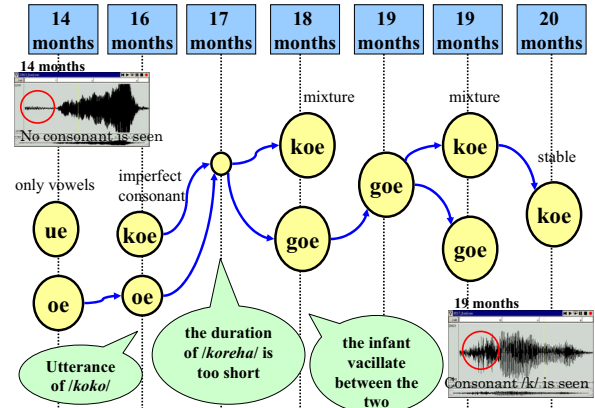 14
months
16
months
17
months
18
months
19
months
19
months
20
months
14 months
No consonant is seen
mixture
mixture
only vowels
imperfect
consonant
stable
koe
koe
goe
koe
ue
koe
goe
goe
oe
oe
Utterance
of /koko/
the duration
of /koreha/ is
too short
the infant
vacillate
between the
two
19 months
Consonant /k/ is seen